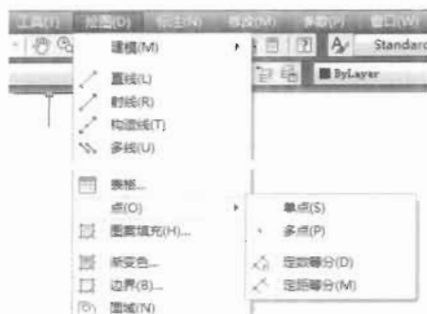 工具(T) 绘图(D) 标注(N) 修改(M) 参数(P) 窗口(W)
Standard
建模(M)
ByLayer
直线(L)
射线(R)
构造线(T)
多线(U)
表格...
点(O)
单点(S)
图案填充(H)...
多点(P)
渐变色...
定数等分(D)
边界(B)...
定距等分(M)
面域(N)